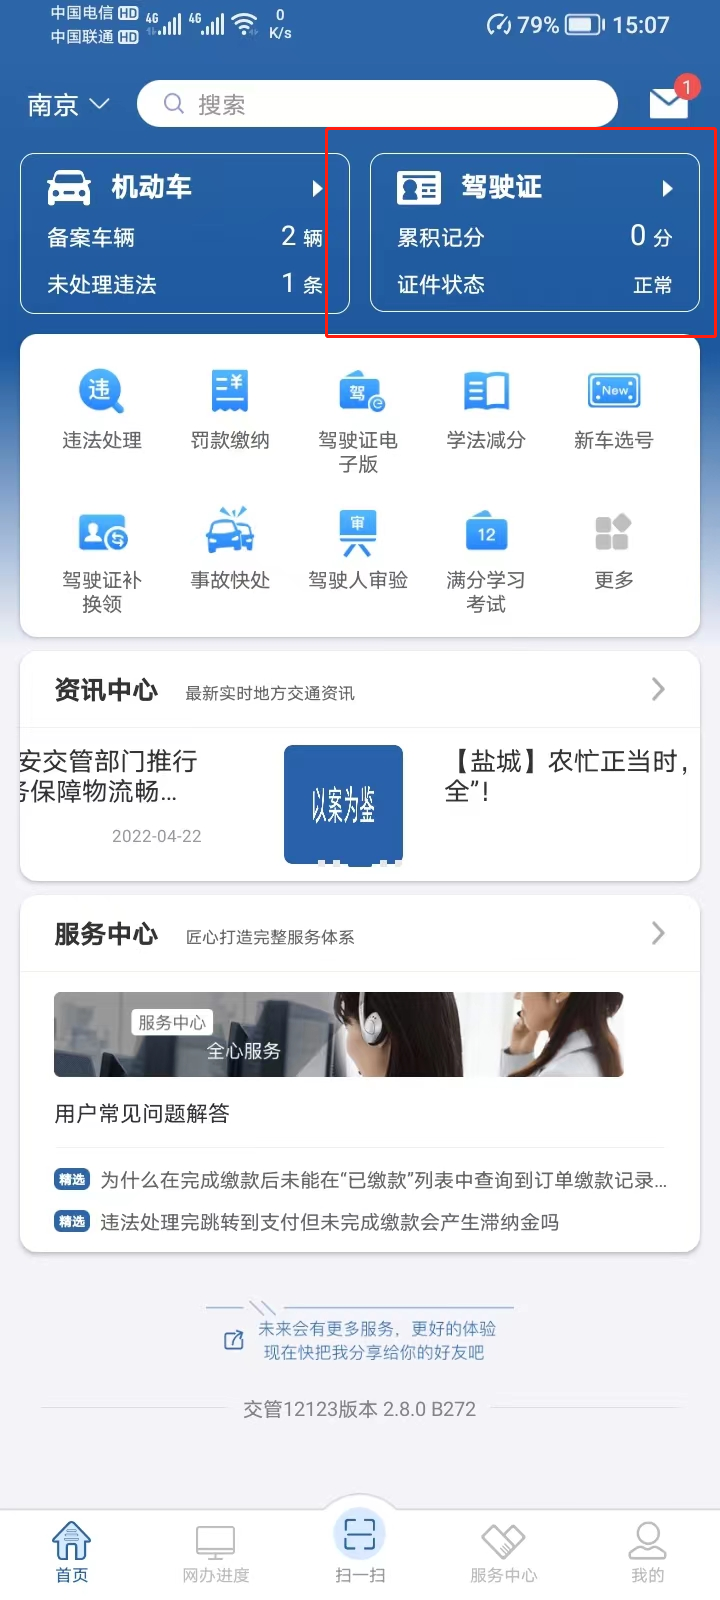 中国电信 HD 4G 4G 0 79% 15:07
中国联通 HD K/s
南京 搜索 1
机动车
备案车辆 2 辆
未处理违法 1 条
驾驶证
累积记分 0 分
证件状态 正常
违 ¥ 驾 New
违法处理 罚款缴纳 驾驶证电 学法减分 新车选号
子版
审 12
驾驶证补 事故快处 驾驶人审验 满分学习 更多
换领 考试
资讯中心 最新实时地方交通资讯
安交管部门推行
保障物流畅...
2022-04-22
以案为鉴
【盐城】农忙正当时，
全”！
服务中心 匠心打造完整服务体系
服务中心
全心服务
用户常见问题解答
精选 为什么在完成缴款后未能在“已缴款”列表中查询到订单缴款记录...
精选 违法处理完跳转到支付但未完成缴款会产生滞纳金吗
未来会有更多服务，更好的体验
现在快把我分享给你的好友吧
交管12123版本 2.8.0 B272
首页 网办进度 扫一扫 服务中心 我的